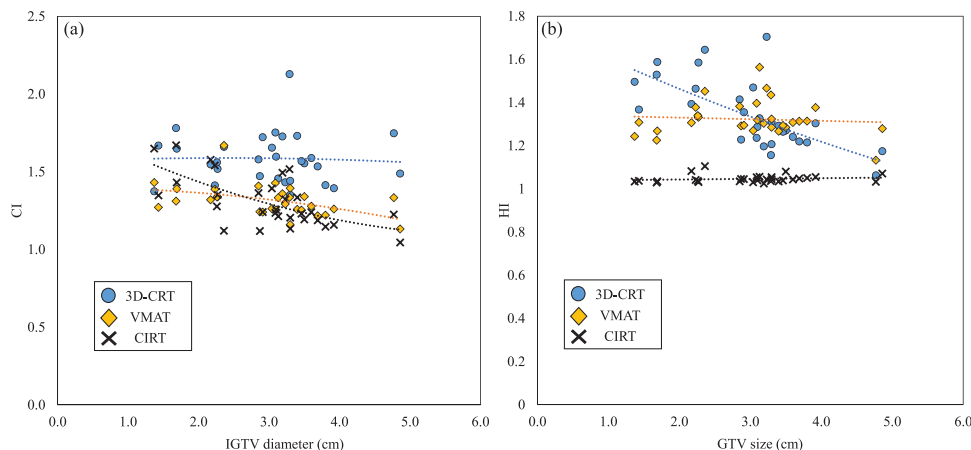 (a)
2.5
2.0
1.5
1.0
0.5
0.0
CI
0.0 1.0 2.0 3.0 4.0 5.0 6.0
IGTV diameter (cm)
3D-CRT
VMAT
CIRT
(b)
1.8
1.6
1.4
1.2
1
0.8
0.6
0.4
0.2
0
HI
0.0 1.0 2.0 3.0 4.0 5.0 6.0
GTV size (cm)
3D-CRT
VMAT
CIRT